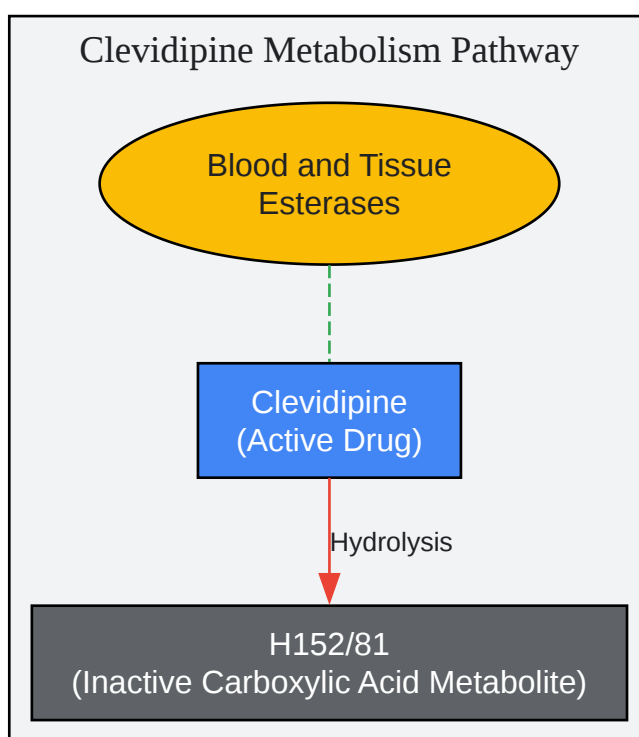 Clevidipine Metabolism Pathway
Blood and Tissue
Esterases
Clevidipine
(Active Drug)
Hydrolysis
H152/81
(Inactive Carboxylic Acid Metabolite)